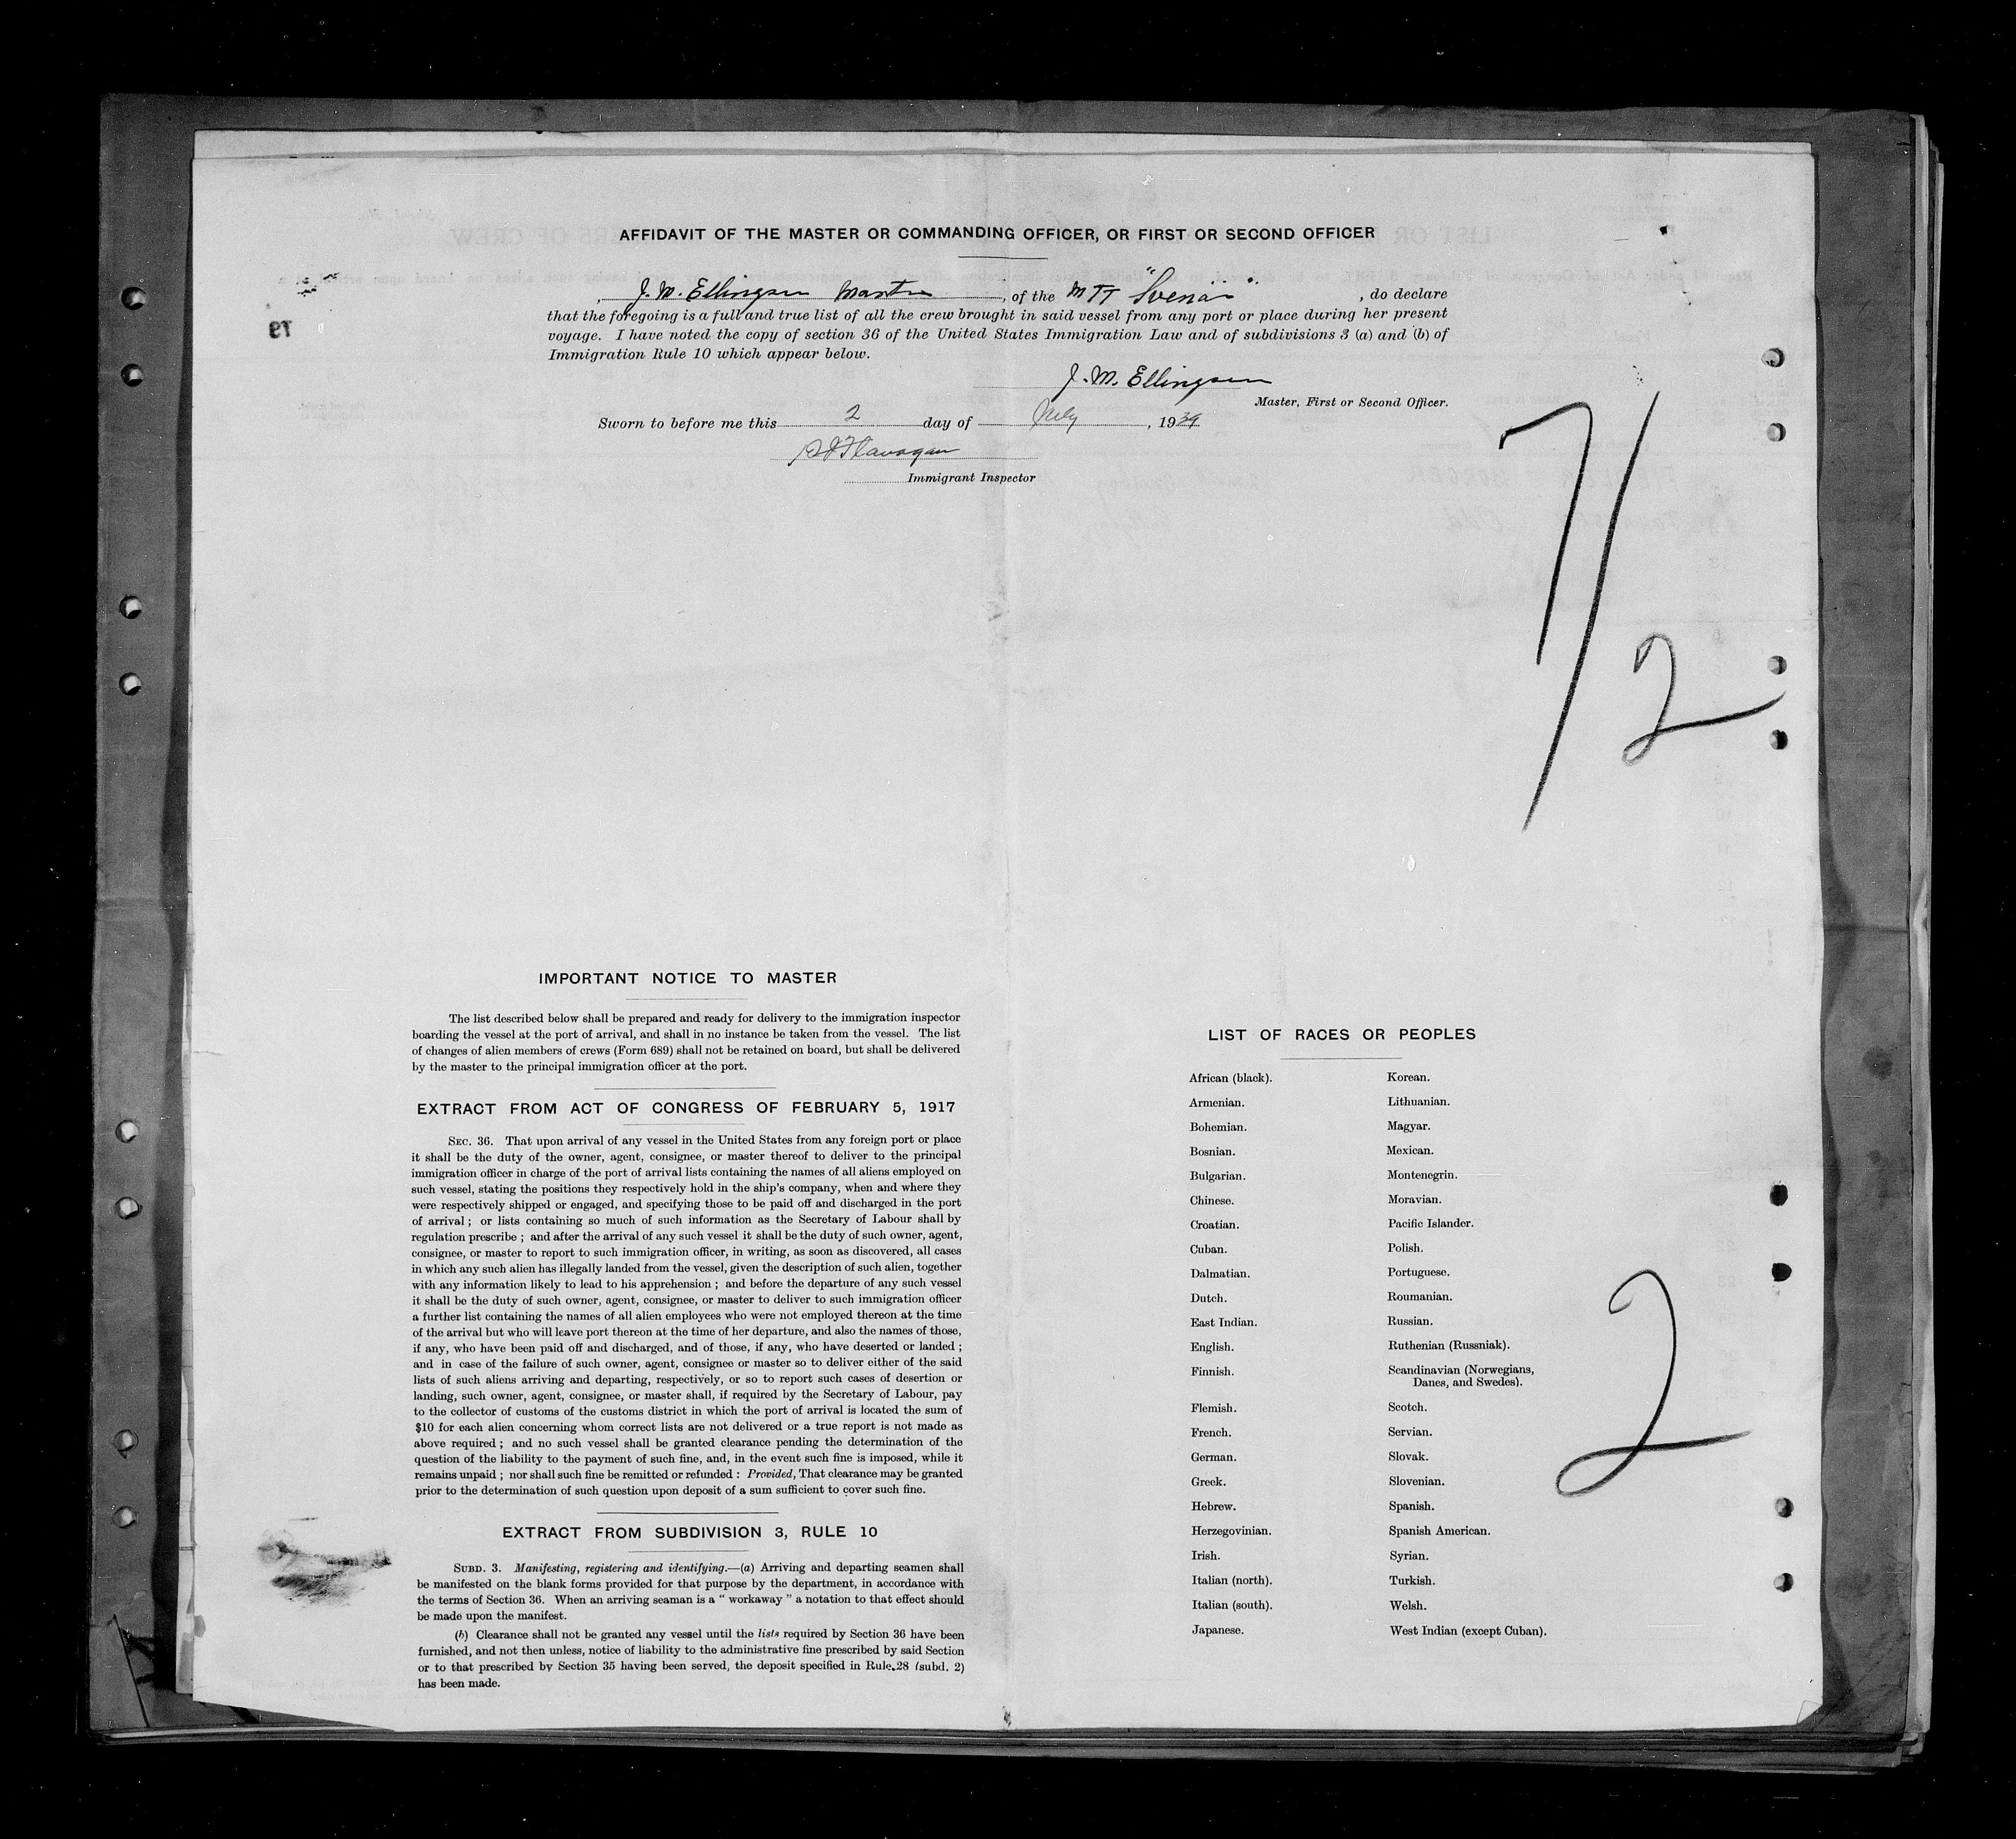 AFFIDAVIT OF THE MASTER OR COMMANDING OFFICER, OR FIRST OR SECOND OFFICER
, J. M. Ellingsen Master, of the MTT "Svenör", do declare
that the foregoing is a full and true list of all the crew brought in said vessel from any port or place during her present
voyage. I have noted the copy of section 36 of the United States Immigration Law and of subdivisions 3 (a) and (b) of
Immigration Rule 10 which appear below.
J. M. Ellingsen
Master, First or Second Officer.
Sworn to before me this 2 day of July, 1939
Flanagan
Immigrant Inspector
7/2
IMPORTANT NOTICE TO MASTER
The list described below shall be prepared and ready for delivery to the immigration inspector
boarding the vessel at the port of arrival, and shall in no instance be taken from the vessel. The list
of changes of alien members of crews (Form 689) shall not be retained on board, but shall be delivered
by the master to the principal immigration officer at the port.
EXTRACT FROM ACT OF CONGRESS OF FEBRUARY 5, 1917
SEC. 36. That upon arrival of any vessel in the United States from any foreign port or place
it shall be the duty of the owner, agent, consignee, or master thereof to deliver to the principal
immigration officer in charge of the port of arrival lists containing the names of all aliens employed on
such vessel, stating the positions they respectively hold in the ship's company, when and where they
were respectively shipped or engaged, and specifying those to be paid off and discharged in the port
of arrival ; or lists containing so much of such information as the Secretary of Labour shall by
regulation prescribe ; and after the arrival of any such vessel it shall be the duty of such owner, agent,
consignee, or master to report to such immigration officer, in writing, as soon as discovered, all cases
in which any such alien has illegally landed from the vessel, given the description of such alien, together
with any information likely to lead to his apprehension ; and before the departure of any such vessel
it shall be the duty of such owner, agent, consignee, or master to deliver to such immigration officer
a further list containing the names of all alien employees who were not employed thereon at the time
of the arrival but who will leave port thereon at the time of her departure, and also the names of those,
if any, who have been paid off and discharged, and of those, if any, who have deserted or landed ;
and in case of the failure of such owner, agent, consignee or master so to deliver either of the said
lists of such aliens arriving and departing, respectively, or so to report such cases of desertion or
landing, such owner, agent, consignee, or master shall, if required by the Secretary of Labour, pay
to the collector of customs of the customs district in which the port of arrival is located the sum of
$10 for each alien concerning whom correct lists are not delivered or a true report is not made as
above required ; and no such vessel shall be granted clearance pending the determination of the
question of the liability to the payment of such fine, and, in the event such fine is imposed, while it
remains unpaid ; nor shall such fine be remitted or refunded : Provided, That clearance may be granted
prior to the determination of such question upon deposit of a sum sufficient to cover such fine.
EXTRACT FROM SUBDIVISION 3, RULE 10
SUBD. 3. Manifesting, registering and identifying.—(a) Arriving and departing seamen shall
be manifested on the blank forms provided for that purpose by the department, in accordance with
the terms of Section 36. When an arriving seaman is a " workaway " a notation to that effect should
be made upon the manifest.
(b) Clearance shall not be granted any vessel until the lists required by Section 36 have been
furnished, and not then unless, notice of liability to the administrative fine prescribed by said Section
or to that prescribed by Section 35 having been served, the deposit specified in Rule 28 (subd. 2)
has been made.
LIST OF RACES OR PEOPLES
African (black).
Armenian.
Bohemian.
Bosnian.
Bulgarian.
Chinese.
Croatian.
Cuban.
Dalmatian.
Dutch.
East Indian.
English.
Finnish.
Flemish.
French.
German.
Greek.
Hebrew.
Herzegovinian.
Irish.
Italian (north).
Italian (south).
Japanese.
Korean.
Lithuanian.
Magyar.
Mexican.
Montenegrin.
Moravian.
Pacific Islander.
Polish.
Portuguese.
Roumanian.
Russian.
Ruthenian (Russniak).
Scandinavian (Norwegians,
Danes, and Swedes).
Scotch.
Servian.
Slovak.
Slovenian.
Spanish.
Spanish American.
Syrian.
Turkish.
Welsh.
West Indian (except Cuban).
2